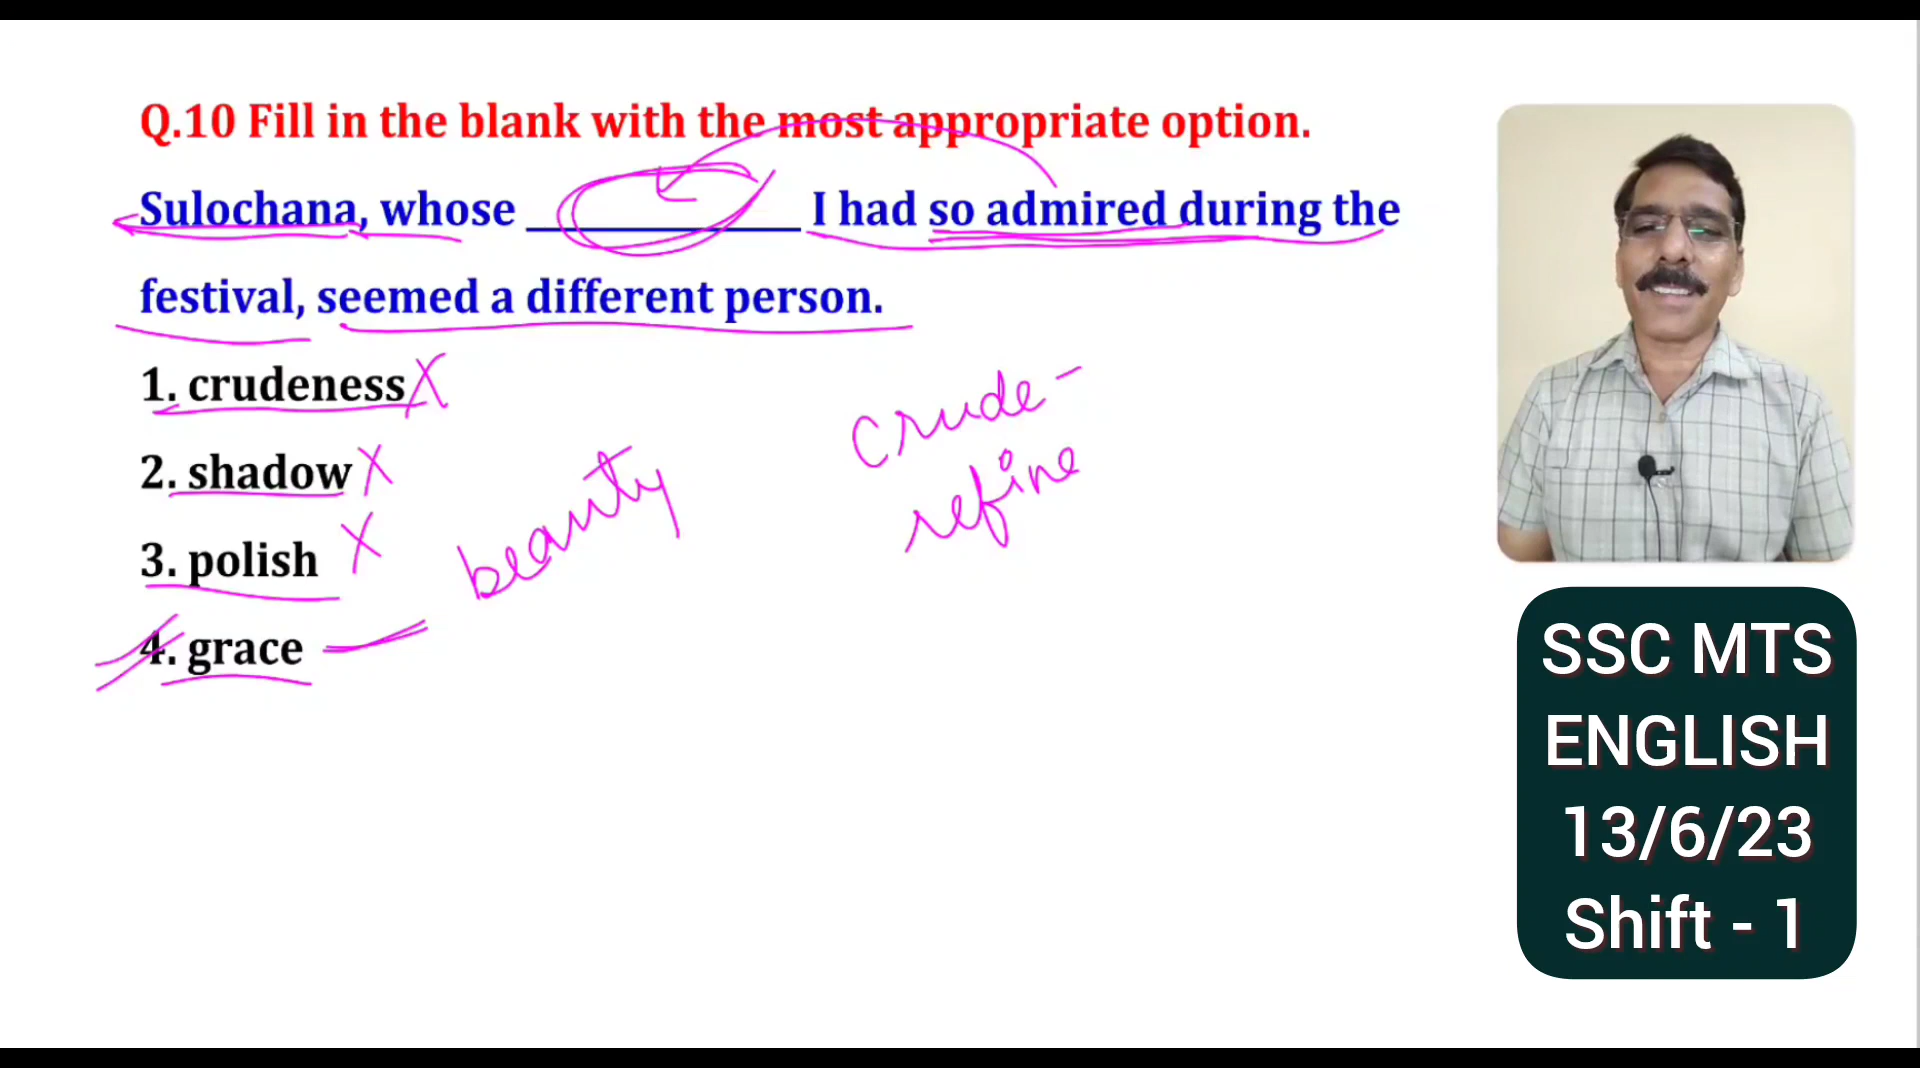 Q.10 Fill in the blank with the most appropriate option.
Sulochana, whose ____________ I had so admired during the
festival, seemed a different person.
1. crudeness X
2. shadow X
3. polish X
4. grace
beauty
crude -
refine
SSC MTS
ENGLISH
13/6/23
Shift - 1